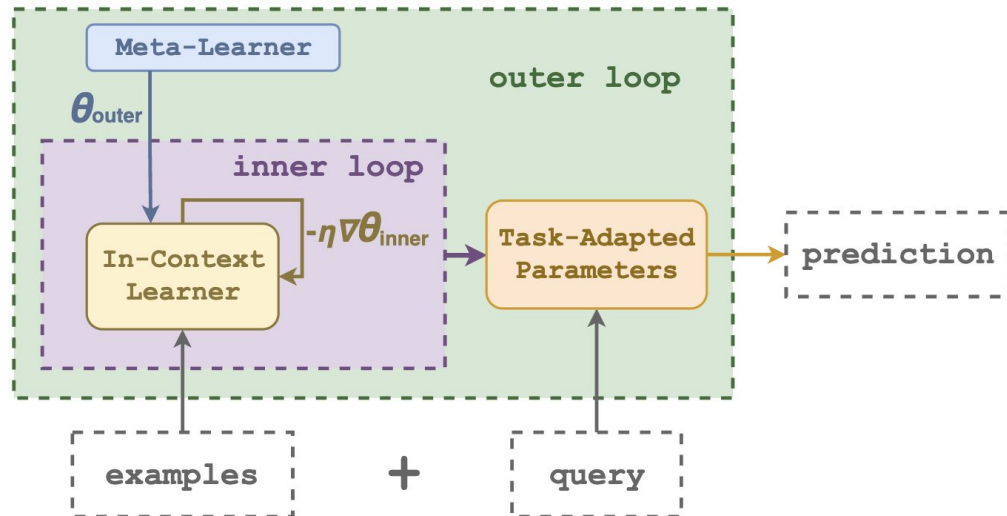 Meta-Learner
outer loop
θouter
inner loop
-η∇θinner
In-Context
Learner
Task-Adapted
Parameters
prediction
examples
+
query